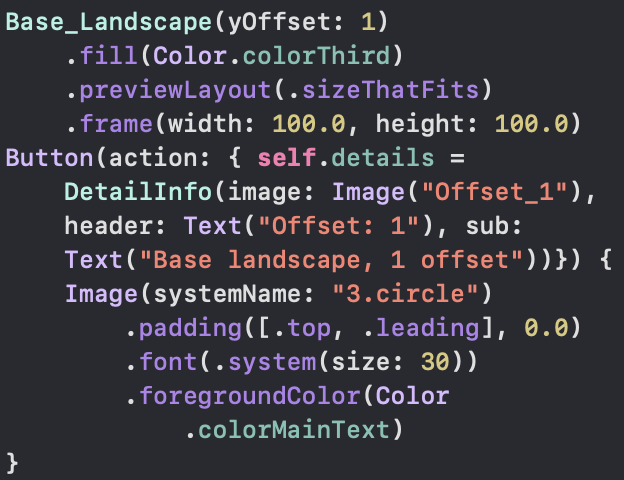 Base_Landscape(yOffset: 1)
    .fill(Color.colorThird)
    .previewLayout(.sizeThatFits)
    .frame(width: 100.0, height: 100.0)
Button(action: { self.details =
    DetailInfo(image: Image("Offset_1"),
    header: Text("Offset: 1"), sub:
    Text("Base landscape, 1 offset"))}) {
    Image(systemName: "3.circle")
        .padding([.top, .leading], 0.0)
        .font(.system(size: 30))
        .foregroundColor(Color
            .colorMainText)
}